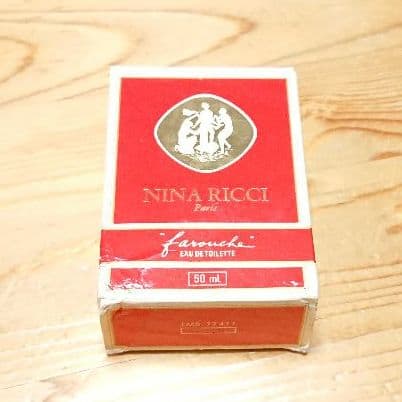 NINA RICCI
Paris
"farouche"
EAU DE TOILETTE
50 mL